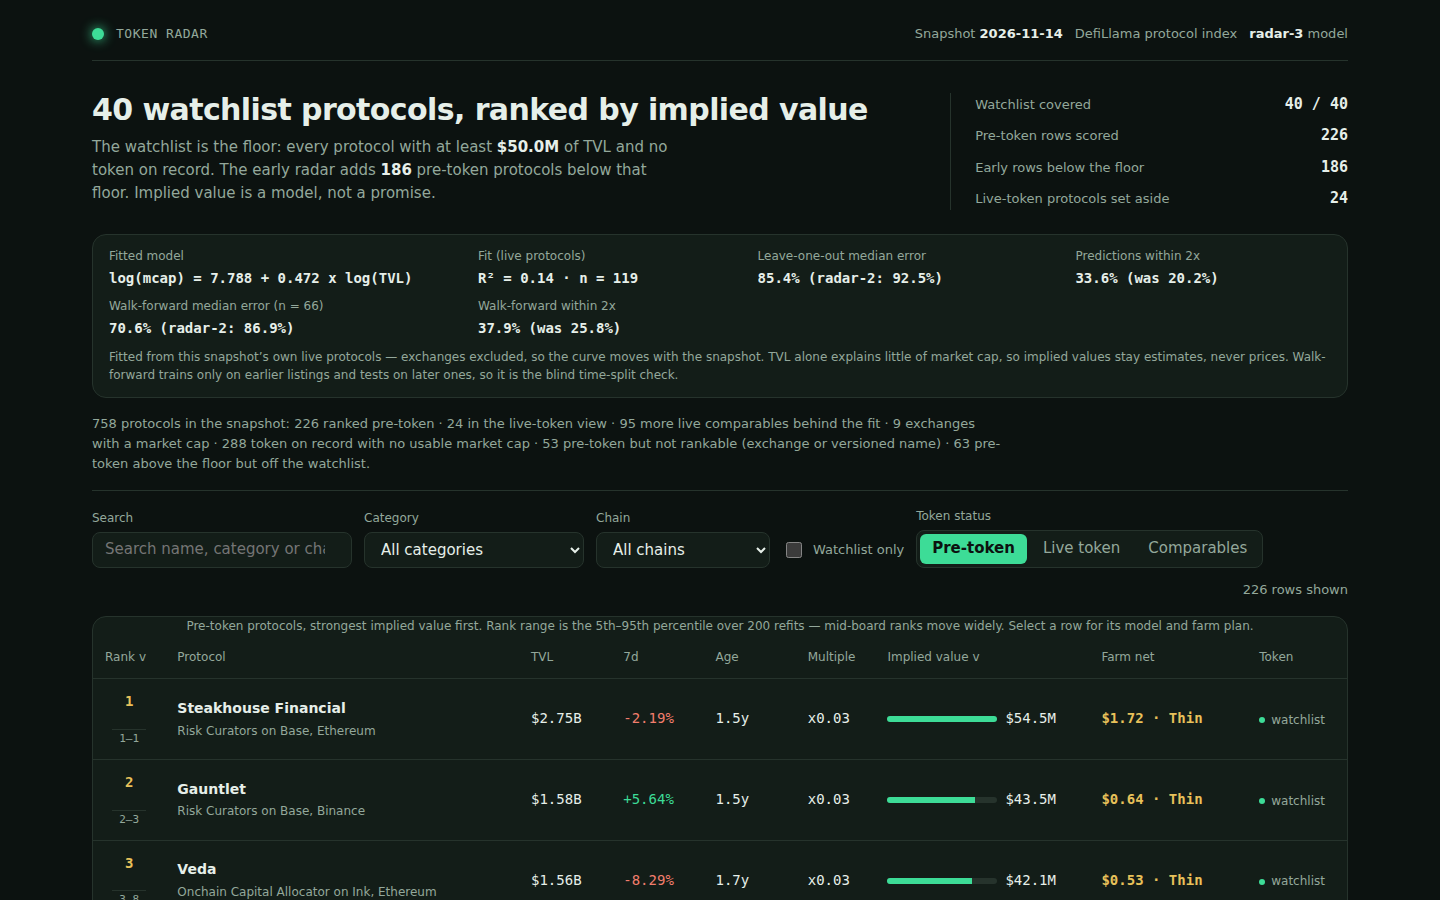 TOKEN RADAR
Snapshot 2026-11-14 DefiLlama protocol index radar-3 model
40 watchlist protocols, ranked by implied value
The watchlist is the floor: every protocol with at least $50.0M of TVL and no
token on record. The early radar adds 186 pre-token protocols below that
floor. Implied value is a model, not a promise.
Watchlist covered 40 / 40
Pre-token rows scored 226
Early rows below the floor 186
Live-token protocols set aside 24
Fitted model
log(mcap) = 7.788 + 0.472 x log(TVL)
Fit (live protocols)
R² = 0.14 · n = 119
Leave-one-out median error
85.4% (radar-2: 92.5%)
Predictions within 2x
33.6% (was 20.2%)
Walk-forward median error (n = 66)
70.6% (radar-2: 86.9%)
Walk-forward within 2x
37.9% (was 25.8%)
Fitted from this snapshot’s own live protocols — exchanges excluded, so the curve moves with the snapshot. TVL alone explains little of market cap, so implied values stay estimates, never prices. Walk-
forward trains only on earlier listings and tests on later ones, so it is the blind time-split check.
758 protocols in the snapshot: 226 ranked pre-token · 24 in the live-token view · 95 more live comparables behind the fit · 9 exchanges
with a market cap · 288 token on record with no usable market cap · 53 pre-token but not rankable (exchange or versioned name) · 63 pre-
token above the floor but off the watchlist.
Search
Search name, category or cha
Category
All categories
Chain
All chains
Watchlist only
Token status
Pre-token Live token Comparables
226 rows shown
Pre-token protocols, strongest implied value first. Rank range is the 5th–95th percentile over 200 refits — mid-board ranks move widely. Select a row for its model and farm plan.
Rank v Protocol TVL 7d Age Multiple Implied value v Farm net Token
1
1–1
Steakhouse Financial
Risk Curators on Base, Ethereum
$2.75B -2.19% 1.5y x0.03 $54.5M $1.72 · Thin watchlist
2
2–3
Gauntlet
Risk Curators on Base, Binance
$1.58B +5.64% 1.5y x0.03 $43.5M $0.64 · Thin watchlist
3
3–8
Veda
Onchain Capital Allocator on Ink, Ethereum
$1.56B -8.29% 1.7y x0.03 $42.1M $0.53 · Thin watchlist